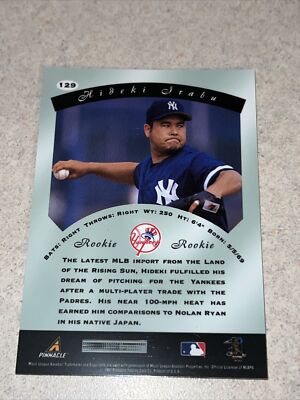 129
Hideki Irabu
NY
NY
Bats: Right Throws: Right Wt: 250 Ht: 6'4" Born: 5/5/69
Rookie Yankees Rookie
The latest MLB import from the Land
of the Rising Sun, Hideki fulfilled his
dream of pitching for the Yankees
after a multi-player trade with the
Padres. His near 100-mph heat has
earned him comparisons to Nolan Ryan
in his native Japan.
PINNACLE